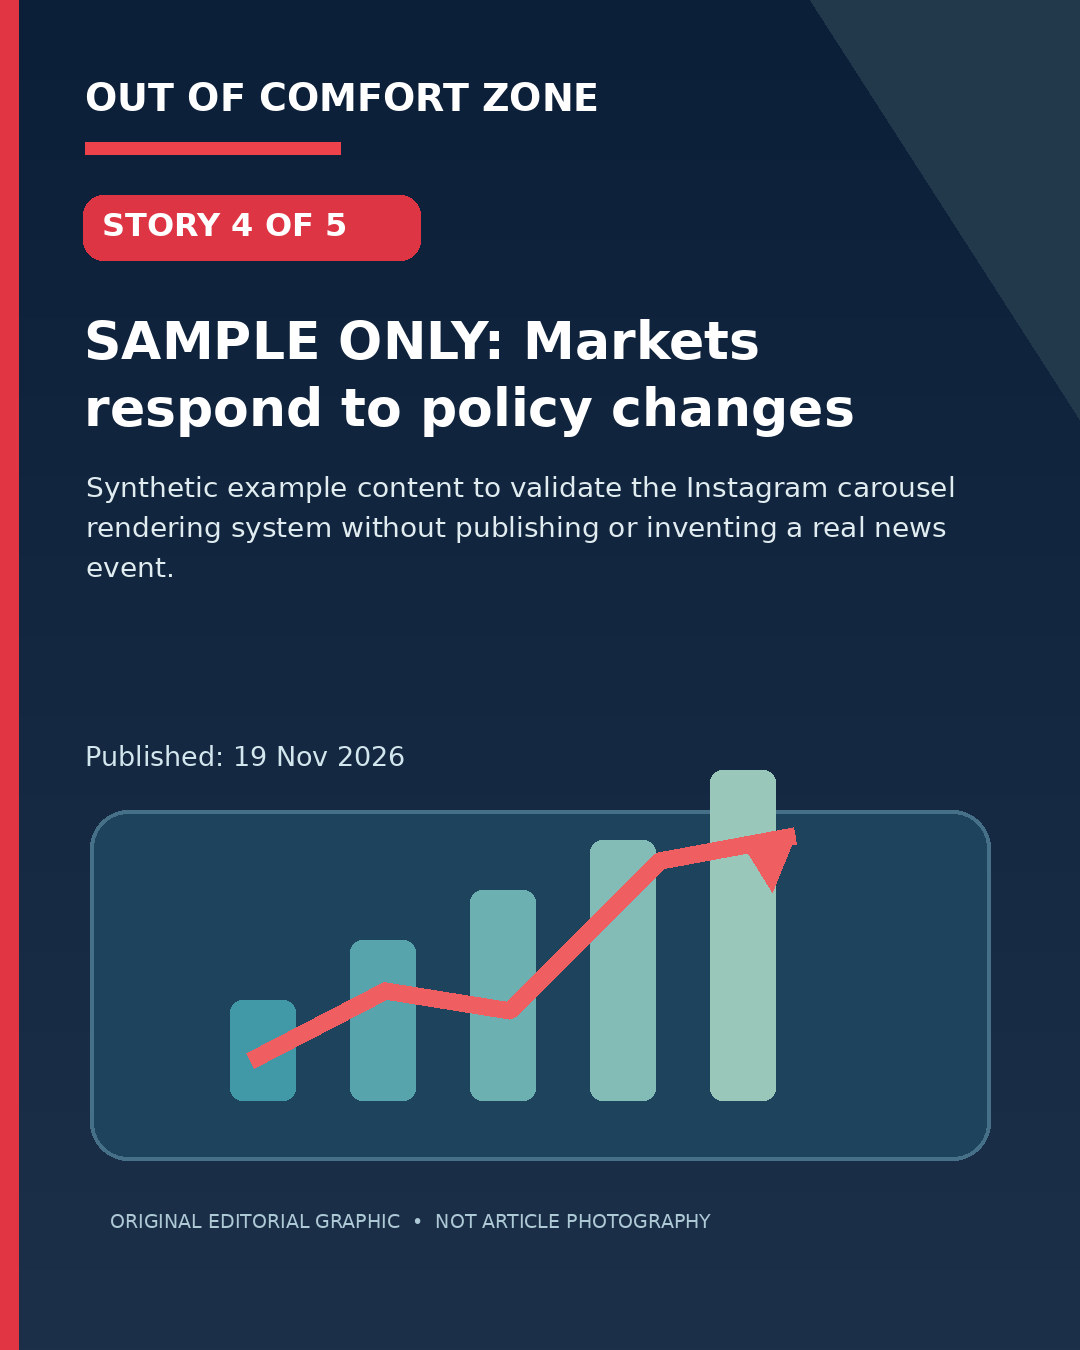 OUT OF COMFORT ZONE
STORY 4 OF 5
SAMPLE ONLY: Markets
respond to policy changes
Synthetic example content to validate the Instagram carousel
rendering system without publishing or inventing a real news
event.
Published: 19 Nov 2026
ORIGINAL EDITORIAL GRAPHIC • NOT ARTICLE PHOTOGRAPHY